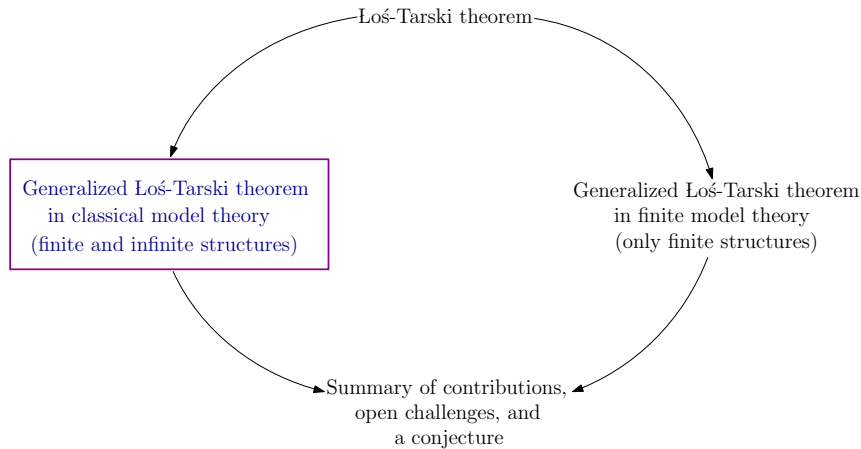 Łoś-Tarski theorem
Generalized Łoś-Tarski theorem
in classical model theory
(finite and infinite structures)
Generalized Łoś-Tarski theorem
in finite model theory
(only finite structures)
Summary of contributions,
open challenges, and
a conjecture